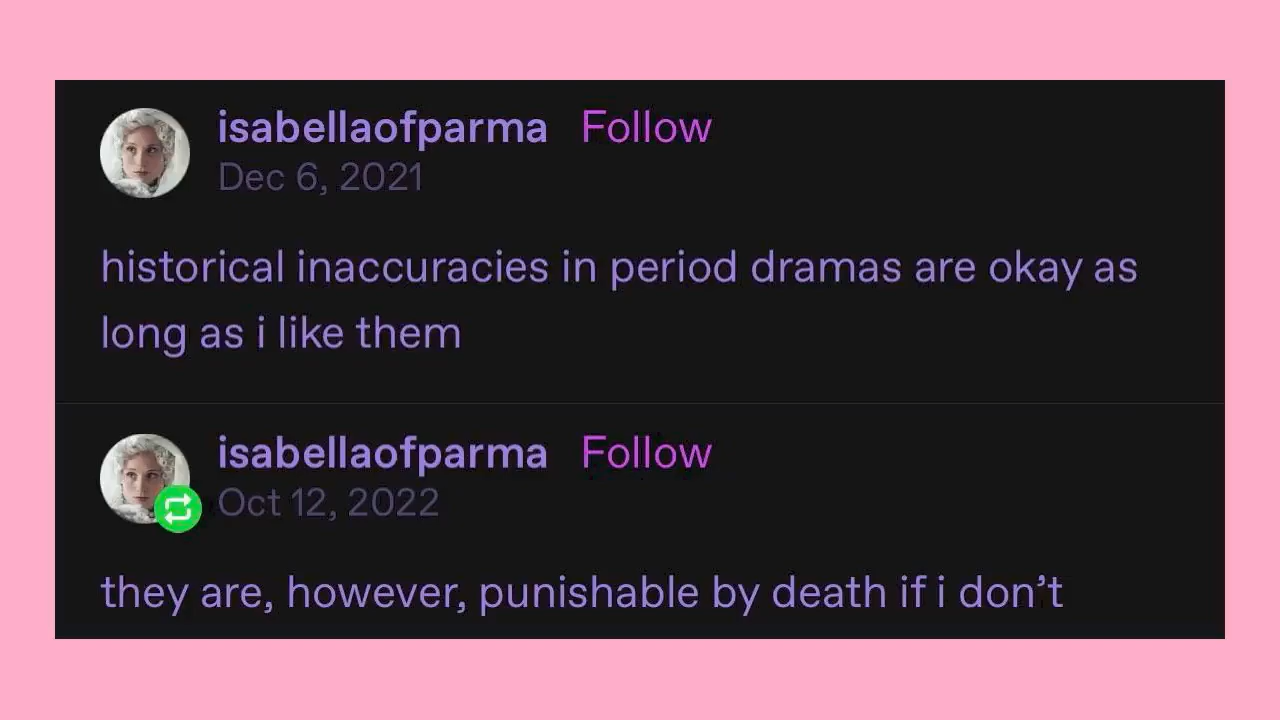 isabellaofparma Follow
Dec 6, 2021
historical inaccuracies in period dramas are okay as
long as i like them
isabellaofparma Follow
Oct 12, 2022
they are, however, punishable by death if i don’t